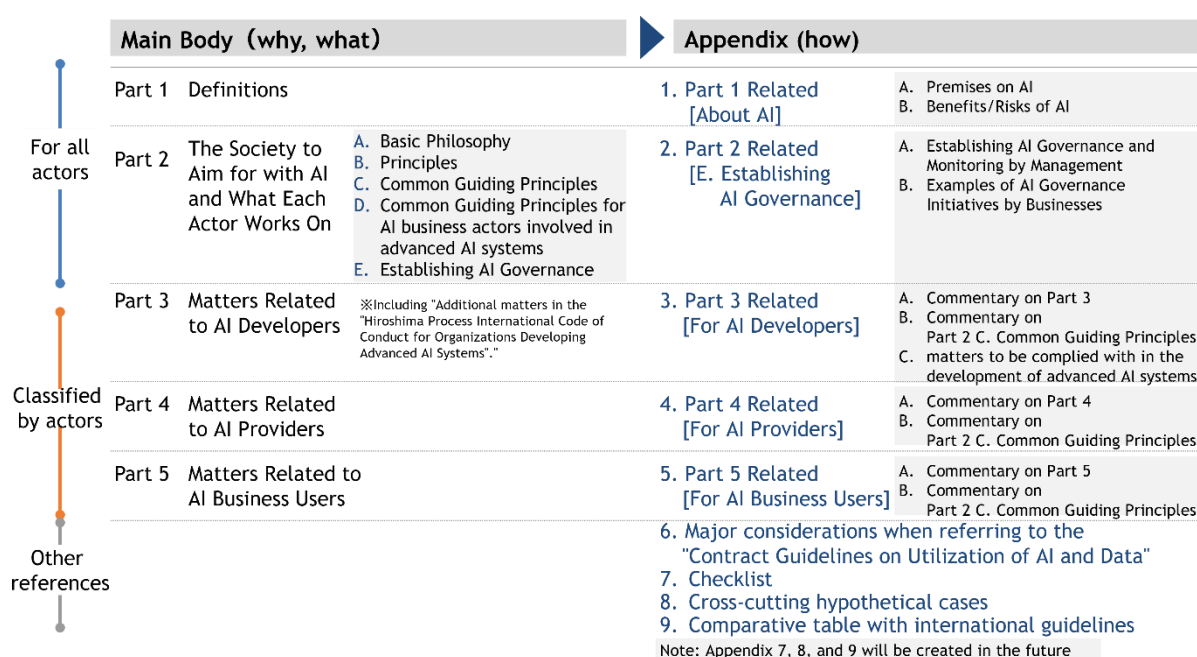 Main Body (why, what)
Appendix (how)
For all
actors
Part 1 Definitions
1. Part 1 Related
[About AI]
A. Premises on AI
B. Benefits/Risks of AI
Part 2 The Society to
Aim for with AI
and What Each
Actor Works On
A. Basic Philosophy
B. Principles
C. Common Guiding Principles
D. Common Guiding Principles for
AI business actors involved in
advanced AI systems
E. Establishing AI Governance
2. Part 2 Related
[E. Establishing
AI Governance]
A. Establishing AI Governance and
Monitoring by Management
B. Examples of AI Governance
Initiatives by Businesses
Classified
by actors
Part 3 Matters Related
to AI Developers
※Including "Additional matters in the
"Hiroshima Process International Code of
Conduct for Organizations Developing
Advanced AI Systems"."
3. Part 3 Related
[For AI Developers]
A. Commentary on Part 3
B. Commentary on
Part 2 C. Common Guiding Principles
C. matters to be complied with in the
development of advanced AI systems
Part 4 Matters Related
to AI Providers
4. Part 4 Related
[For AI Providers]
A. Commentary on Part 4
B. Commentary on
Part 2 C. Common Guiding Principles
Part 5 Matters Related to
AI Business Users
5. Part 5 Related
[For AI Business Users]
A. Commentary on Part 5
B. Commentary on
Part 2 C. Common Guiding Principles
Other
references
6. Major considerations when referring to the
"Contract Guidelines on Utilization of AI and Data"
7. Checklist
8. Cross-cutting hypothetical cases
9. Comparative table with international guidelines
Note: Appendix 7, 8, and 9 will be created in the future